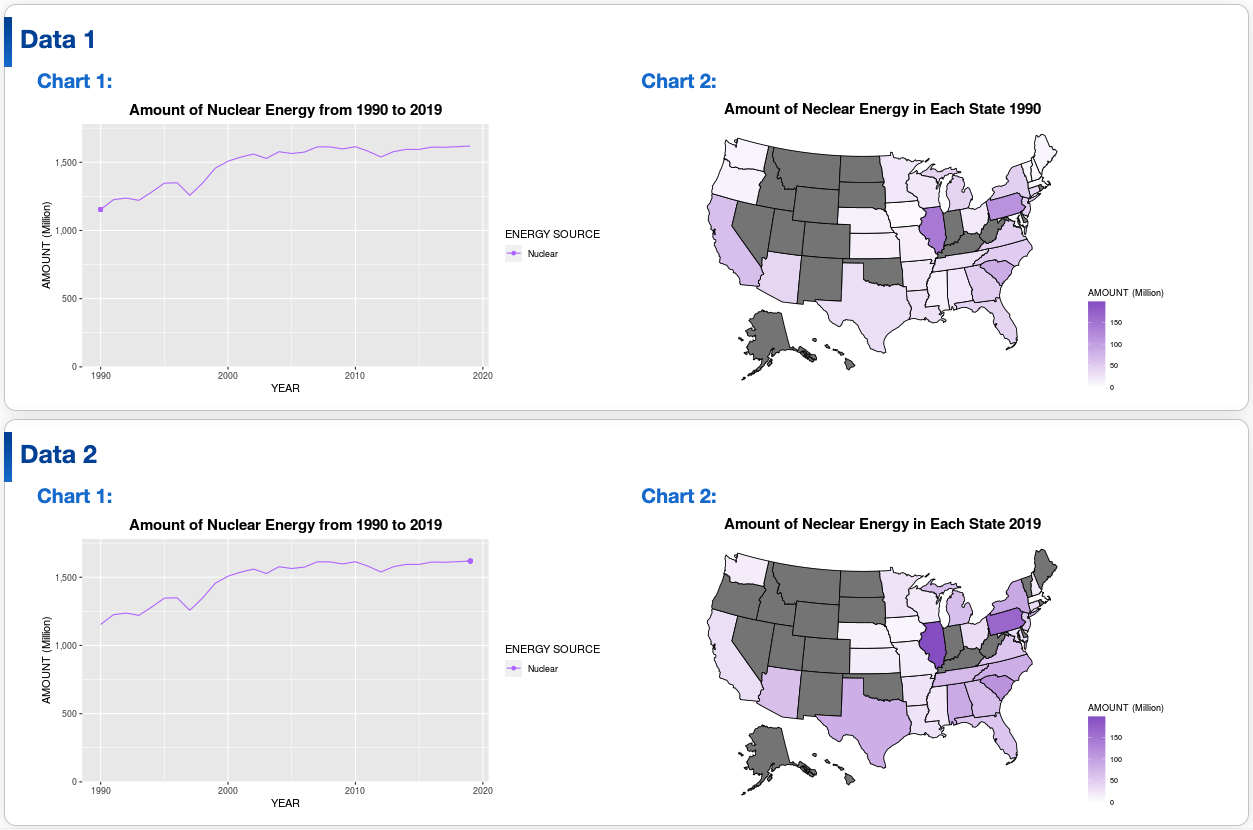 Data 1
Chart 1:
Amount of Nuclear Energy from 1990 to 2019
1,500
1,000
500
0
AMOUNT (Million)
1990
2000
2010
2020
YEAR
ENERGY SOURCE
Nuclear
Chart 2:
Amount of Neclear Energy in Each State 1990
AMOUNT (Million)
150
100
50
0
Data 2
Chart 1:
Amount of Nuclear Energy from 1990 to 2019
1,500
1,000
500
0
AMOUNT (Million)
1990
2000
2010
2020
YEAR
ENERGY SOURCE
Nuclear
Chart 2:
Amount of Neclear Energy in Each State 2019
AMOUNT (Million)
150
100
50
0